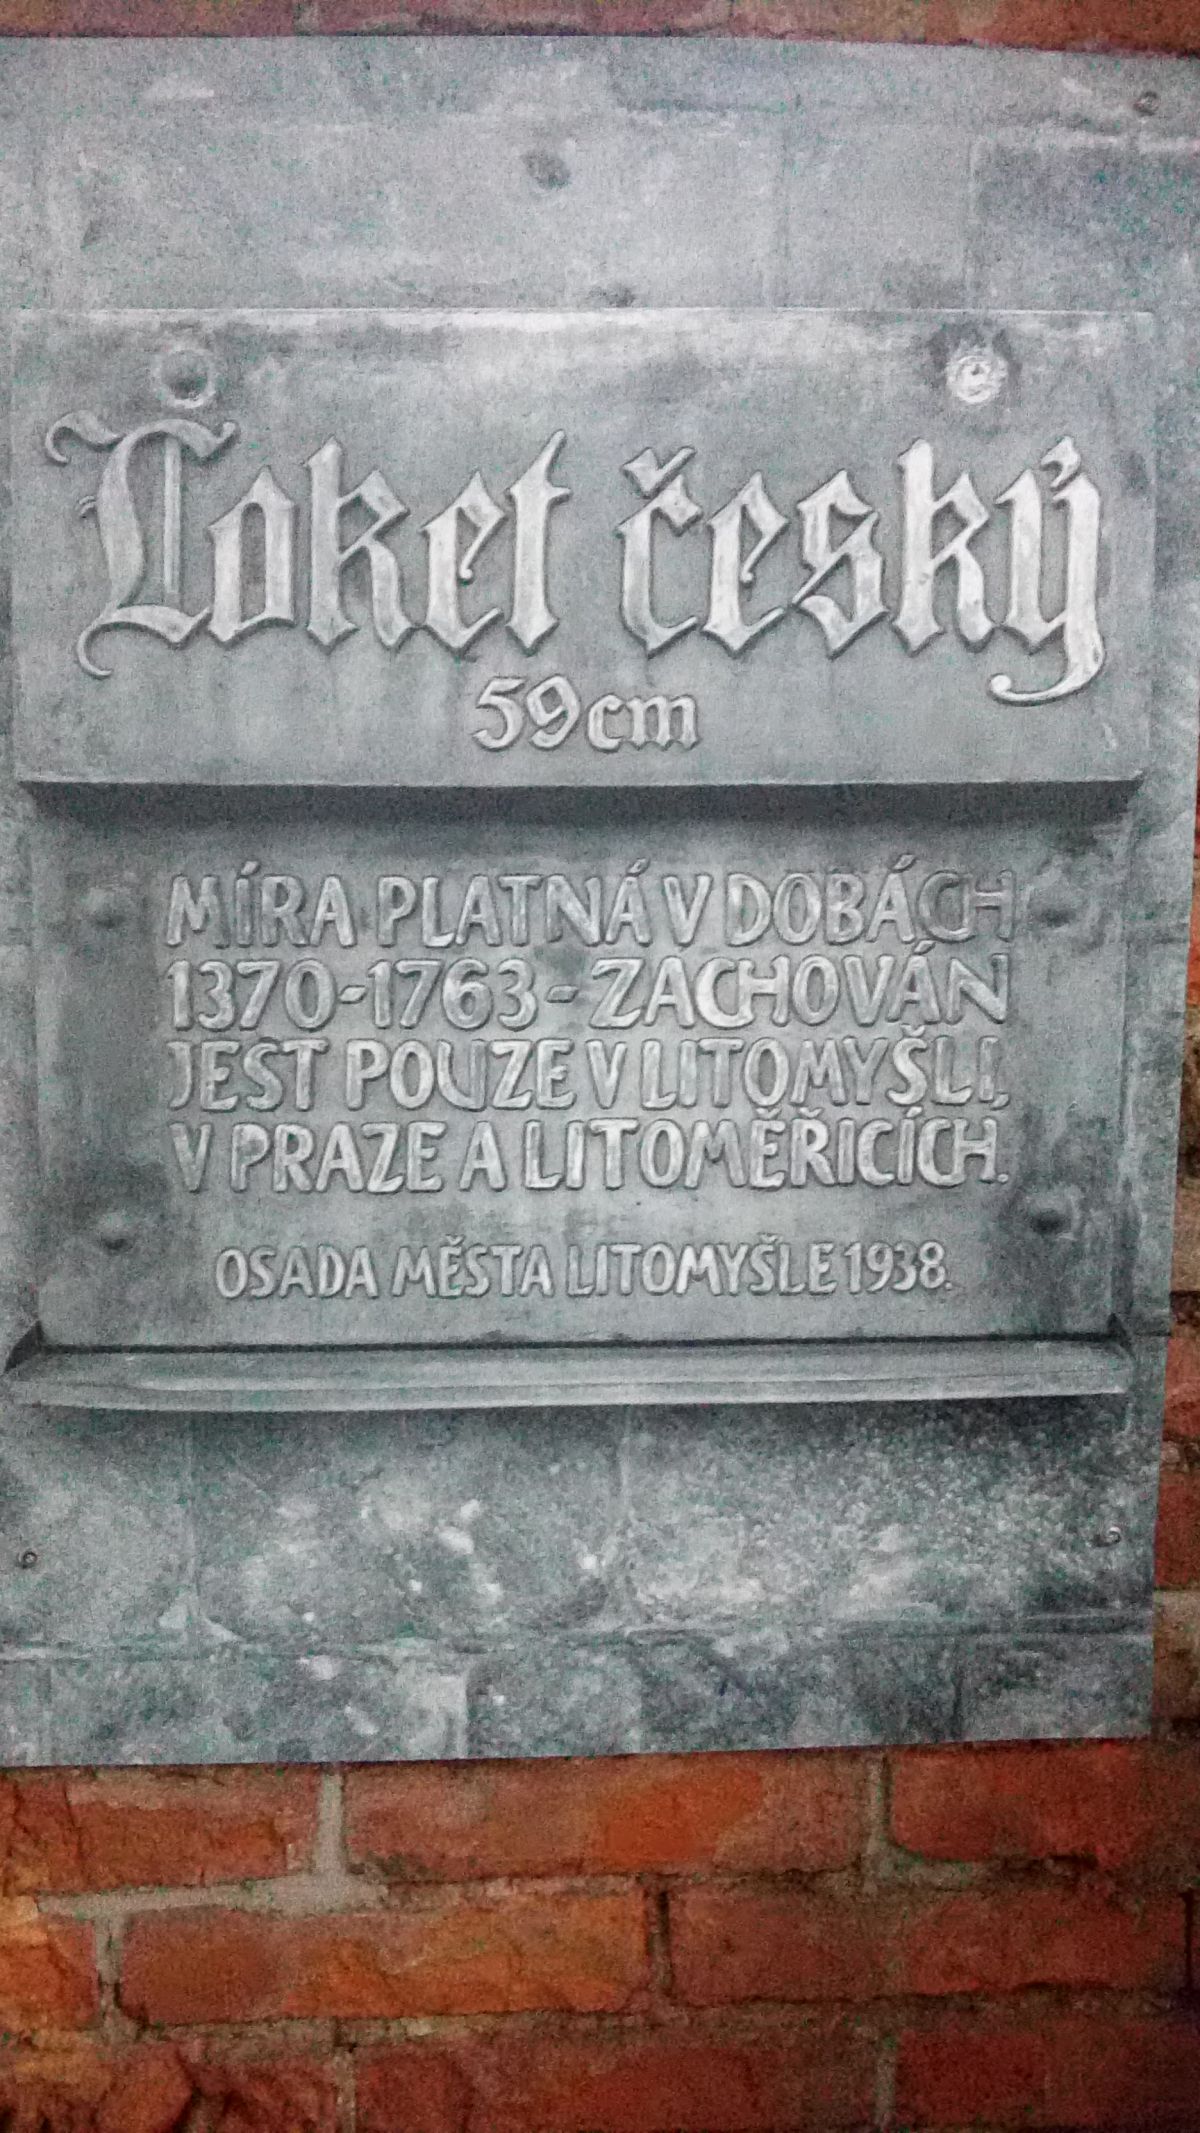 Loket český
59cm
MÍRA PLATNÁ V DOBÁCH
1370-1763-ZACHOVÁN
JEST POUZE V LITOMYŠLI,
V PRAZE A LITOMĚŘICÍCH.
OSADA MĚSTA LITOMYŠLE 1938.